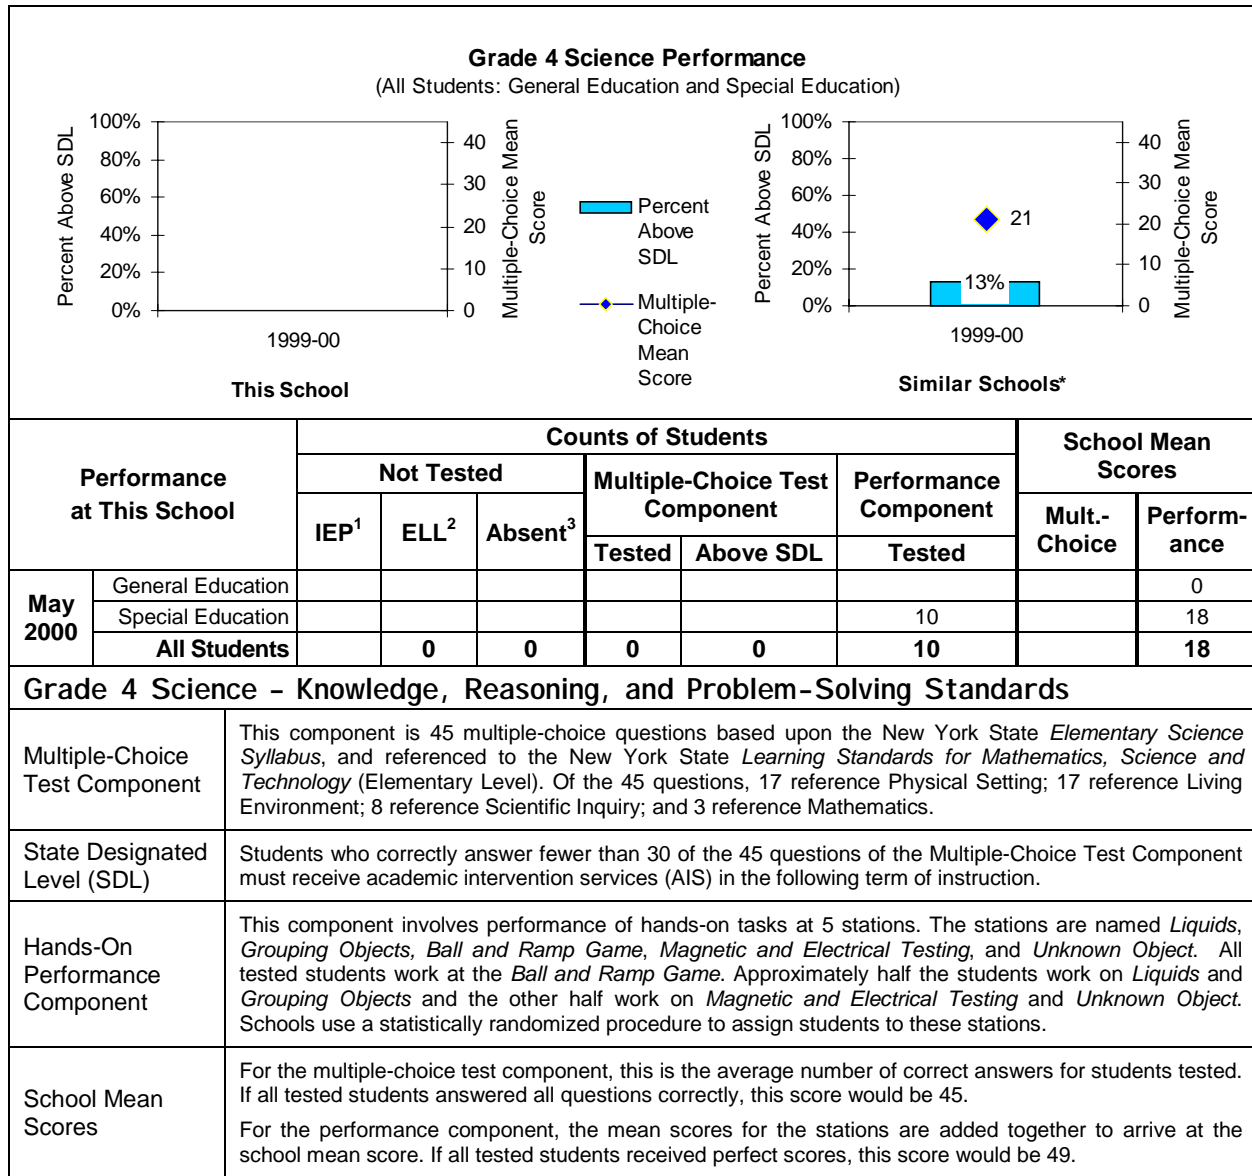 Grade 4 Science Performance
(All Students: General Education and Special Education)
Percent Above SDL
100%
80%
60%
40%
20%
0%
40
30
20
10
0
Multiple-Choice Mean
Score
1999-00
This School
Percent
Above
SDL
Multiple-
Choice
Mean
Score
Percent Above SDL
100%
80%
60%
40%
20%
0%
21
13%
40
30
20
10
0
Multiple-Choice Mean
Score
1999-00
Similar Schools*
Performance
at This School
Counts of Students
School Mean
Scores
Not Tested
Multiple-Choice Test
Component
Performance
Component
IEP1
ELL2
Absent3
Mult.-
Choice
Perform-
ance
Tested
Above SDL
Tested
May
2000
General Education 0
Special Education 10 18
All Students 0 0 0 0 10 18
Grade 4 Science – Knowledge, Reasoning, and Problem-Solving Standards
Multiple-Choice
Test Component
This component is 45 multiple-choice questions based upon the New York State Elementary Science
Syllabus, and referenced to the New York State Learning Standards for Mathematics, Science and
Technology (Elementary Level). Of the 45 questions, 17 reference Physical Setting; 17 reference Living
Environment; 8 reference Scientific Inquiry; and 3 reference Mathematics.
State Designated
Level (SDL)
Students who correctly answer fewer than 30 of the 45 questions of the Multiple-Choice Test Component
must receive academic intervention services (AIS) in the following term of instruction.
Hands-On
Performance
Component
This component involves performance of hands-on tasks at 5 stations. The stations are named Liquids,
Grouping Objects, Ball and Ramp Game, Magnetic and Electrical Testing, and Unknown Object. All
tested students work at the Ball and Ramp Game. Approximately half the students work on Liquids and
Grouping Objects and the other half work on Magnetic and Electrical Testing and Unknown Object.
Schools use a statistically randomized procedure to assign students to these stations.
School Mean
Scores
For the multiple-choice test component, this is the average number of correct answers for students tested.
If all tested students answered all questions correctly, this score would be 45.
For the performance component, the mean scores for the stations are added together to arrive at the
school mean score. If all tested students received perfect scores, this score would be 49.